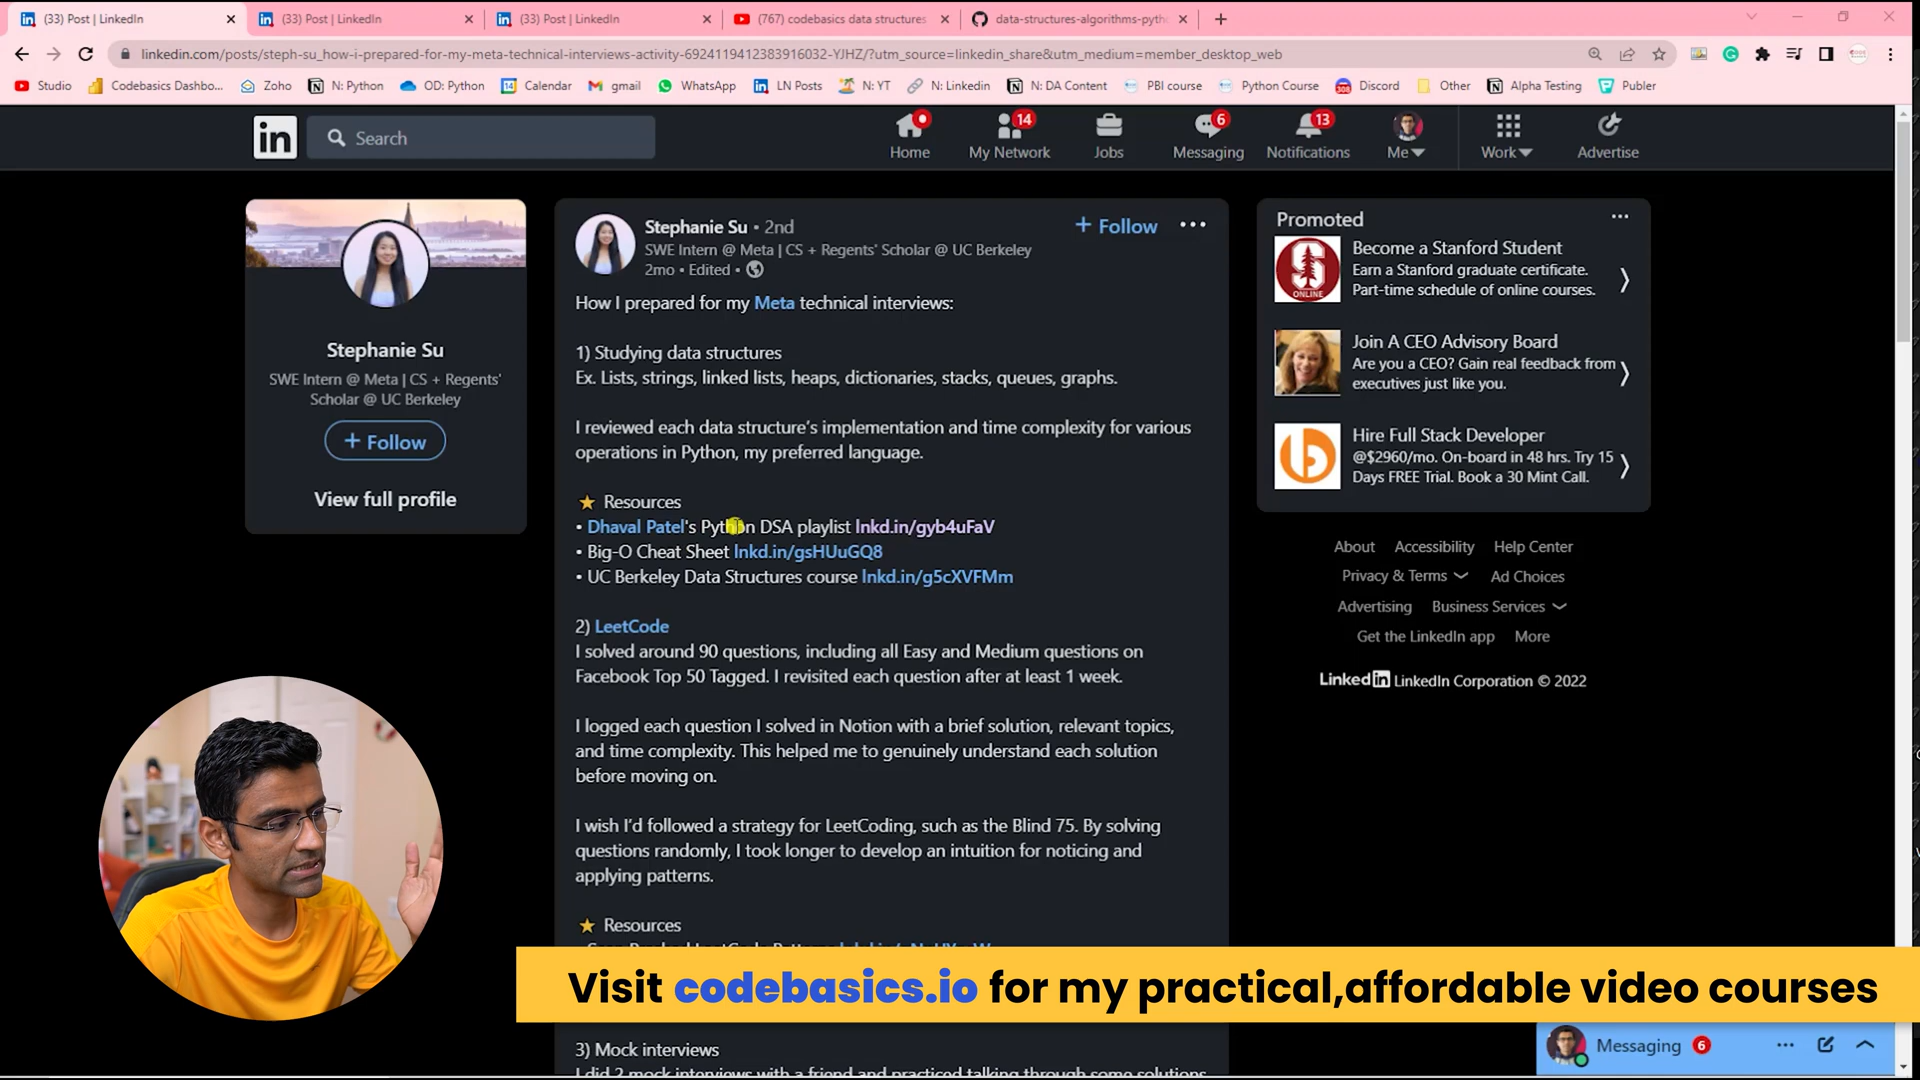 (33) Post | LinkedIn
(33) Post | LinkedIn
(33) Post | LinkedIn
(767) codebasics data structures
data-structures-algorithms-pyth
linkedin.com/posts/steph-su_how-i-prepared-for-my-meta-technical-interviews-activity-6924119412383916032-YJHZ/?utm_source=linkedin_share&utm_medium=member_desktop_web
Studio
Codebasics Dashbo...
Zoho
N: Python
OD: Python
Calendar
gmail
WhatsApp
LN Posts
N: YT
N: Linkedin
N: DA Content
PBI course
Python Course
Discord
Other
Alpha Testing
Publer
in
Search
Home
14
My Network
Jobs
6
Messaging
13
Notifications
Me
Work
Advertise
Stephanie Su
SWE Intern @ Meta | CS + Regents'
Scholar @ UC Berkeley
+ Follow
View full profile
Stephanie Su • 2nd
+ Follow
SWE Intern @ Meta | CS + Regents' Scholar @ UC Berkeley
2mo • Edited •
How I prepared for my Meta technical interviews:
1) Studying data structures
Ex. Lists, strings, linked lists, heaps, dictionaries, stacks, queues, graphs.
I reviewed each data structure's implementation and time complexity for various
operations in Python, my preferred language.
Resources
• Dhaval Patel's Python DSA playlist lnkd.in/gyb4uFaV
• Big-O Cheat Sheet lnkd.in/gsHUuGQ8
• UC Berkeley Data Structures course lnkd.in/g5cXVFMm
2) LeetCode
I solved around 90 questions, including all Easy and Medium questions on
Facebook Top 50 Tagged. I revisited each question after at least 1 week.
I logged each question I solved in Notion with a brief solution, relevant topics,
and time complexity. This helped me to genuinely understand each solution
before moving on.
I wish I'd followed a strategy for LeetCoding, such as the Blind 75. By solving
questions randomly, I took longer to develop an intuition for noticing and
applying patterns.
Resources
Visit codebasics.io for my practical,affordable video courses
3) Mock interviews
I did 2 mock interviews with a friend and practiced talking through some solutions
Promoted
STANFORD ONLINE
Become a Stanford Student
Earn a Stanford graduate certificate.
Part-time schedule of online courses.
Join A CEO Advisory Board
Are you a CEO? Gain real feedback from
executives just like you.
Hire Full Stack Developer
@$2960/mo. On-board in 48 hrs. Try 15
Days FREE Trial. Book a 30 Mint Call.
About
Accessibility
Help Center
Privacy & Terms
Ad Choices
Advertising
Business Services
Get the LinkedIn app
More
LinkedIn LinkedIn Corporation © 2022
Messaging 6